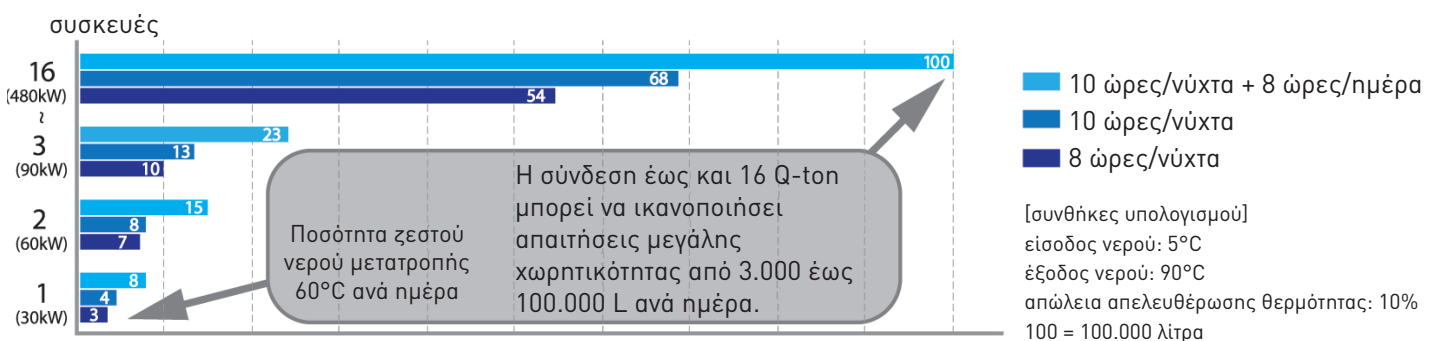 συσκευές
16
(480kW)
100
68
54
~
3
(90kW)
23
13
10
2
(60kW)
15
8
7
1
(30kW)
8
4
3
Ποσότητα ζεστού
νερού μετατροπής
60°C ανά ημέρα
Η σύνδεση έως και 16 Q-ton
μπορεί να ικανοποιήσει
απαιτήσεις μεγάλης
χωρητικότητας από 3.000 έως
100.000 L ανά ημέρα.
10 ώρες/νύχτα + 8 ώρες/ημέρα
10 ώρες/νύχτα
8 ώρες/νύχτα
[συνθήκες υπολογισμού]
είσοδος νερού: 5°C
έξοδος νερού: 90°C
απώλεια απελευθέρωσης θερμότητας: 10%
100 = 100.000 λίτρα